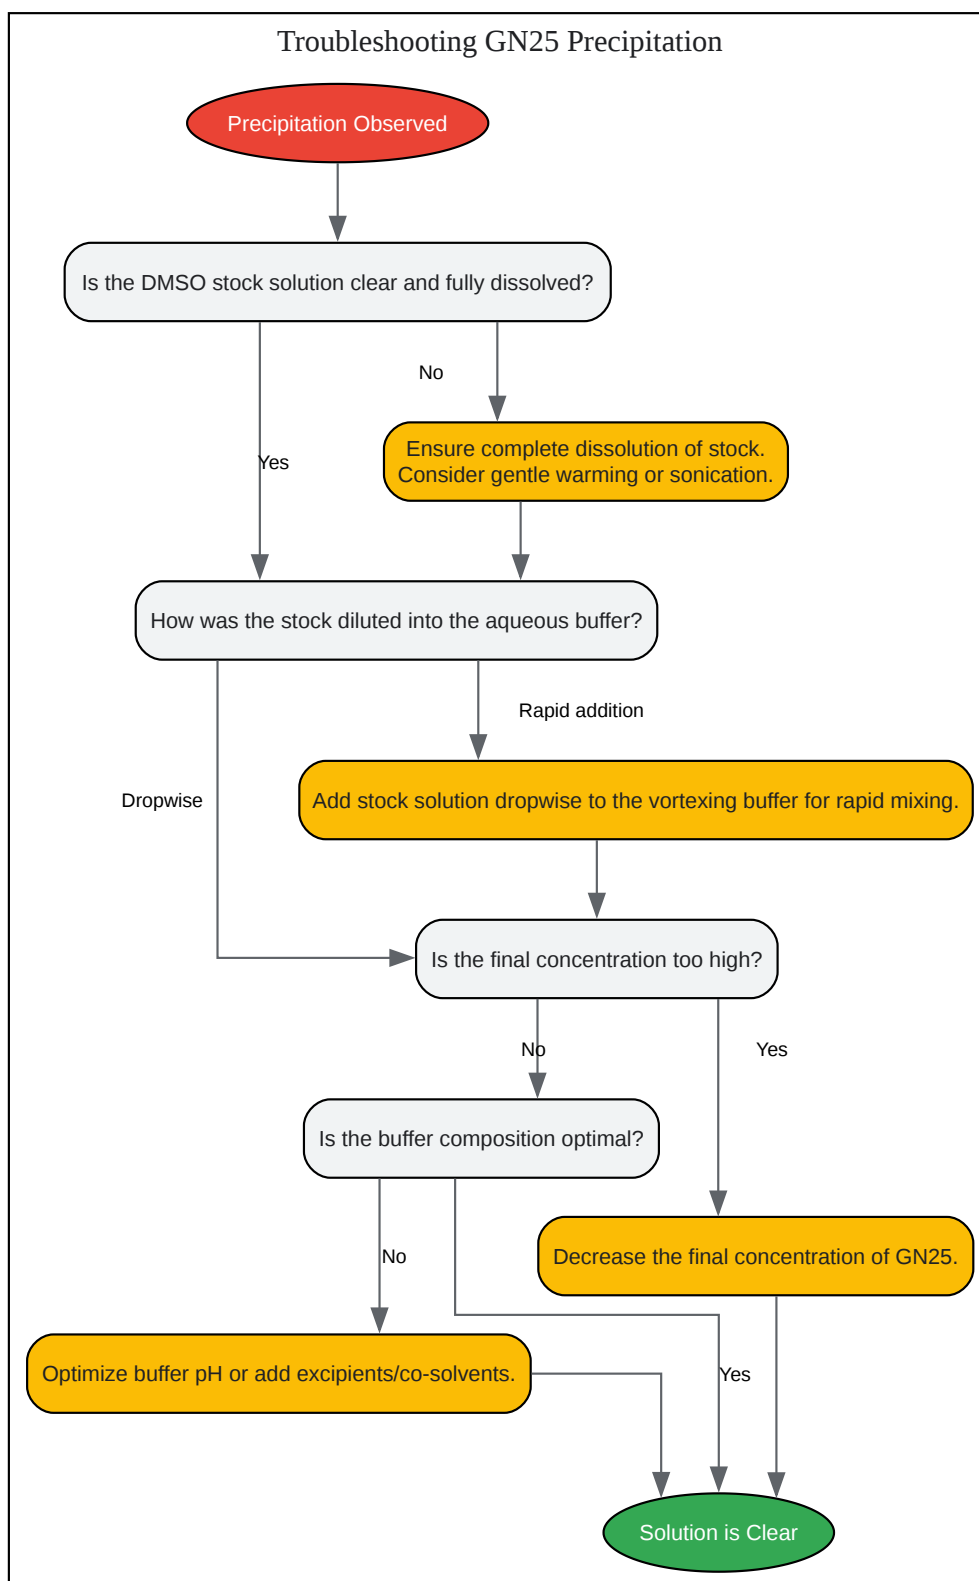 Troubleshooting GN25 Precipitation
Precipitation Observed
Is the DMSO stock solution clear and fully dissolved?
No
Ensure complete dissolution of stock.
Consider gentle warming or sonication.
Yes
How was the stock diluted into the aqueous buffer?
Rapid addition
Add stock solution dropwise to the vortexing buffer for rapid mixing.
Dropwise
Is the final concentration too high?
No
Yes
Is the buffer composition optimal?
Decrease the final concentration of GN25.
No
Optimize buffer pH or add excipients/co-solvents.
Yes
Solution is Clear